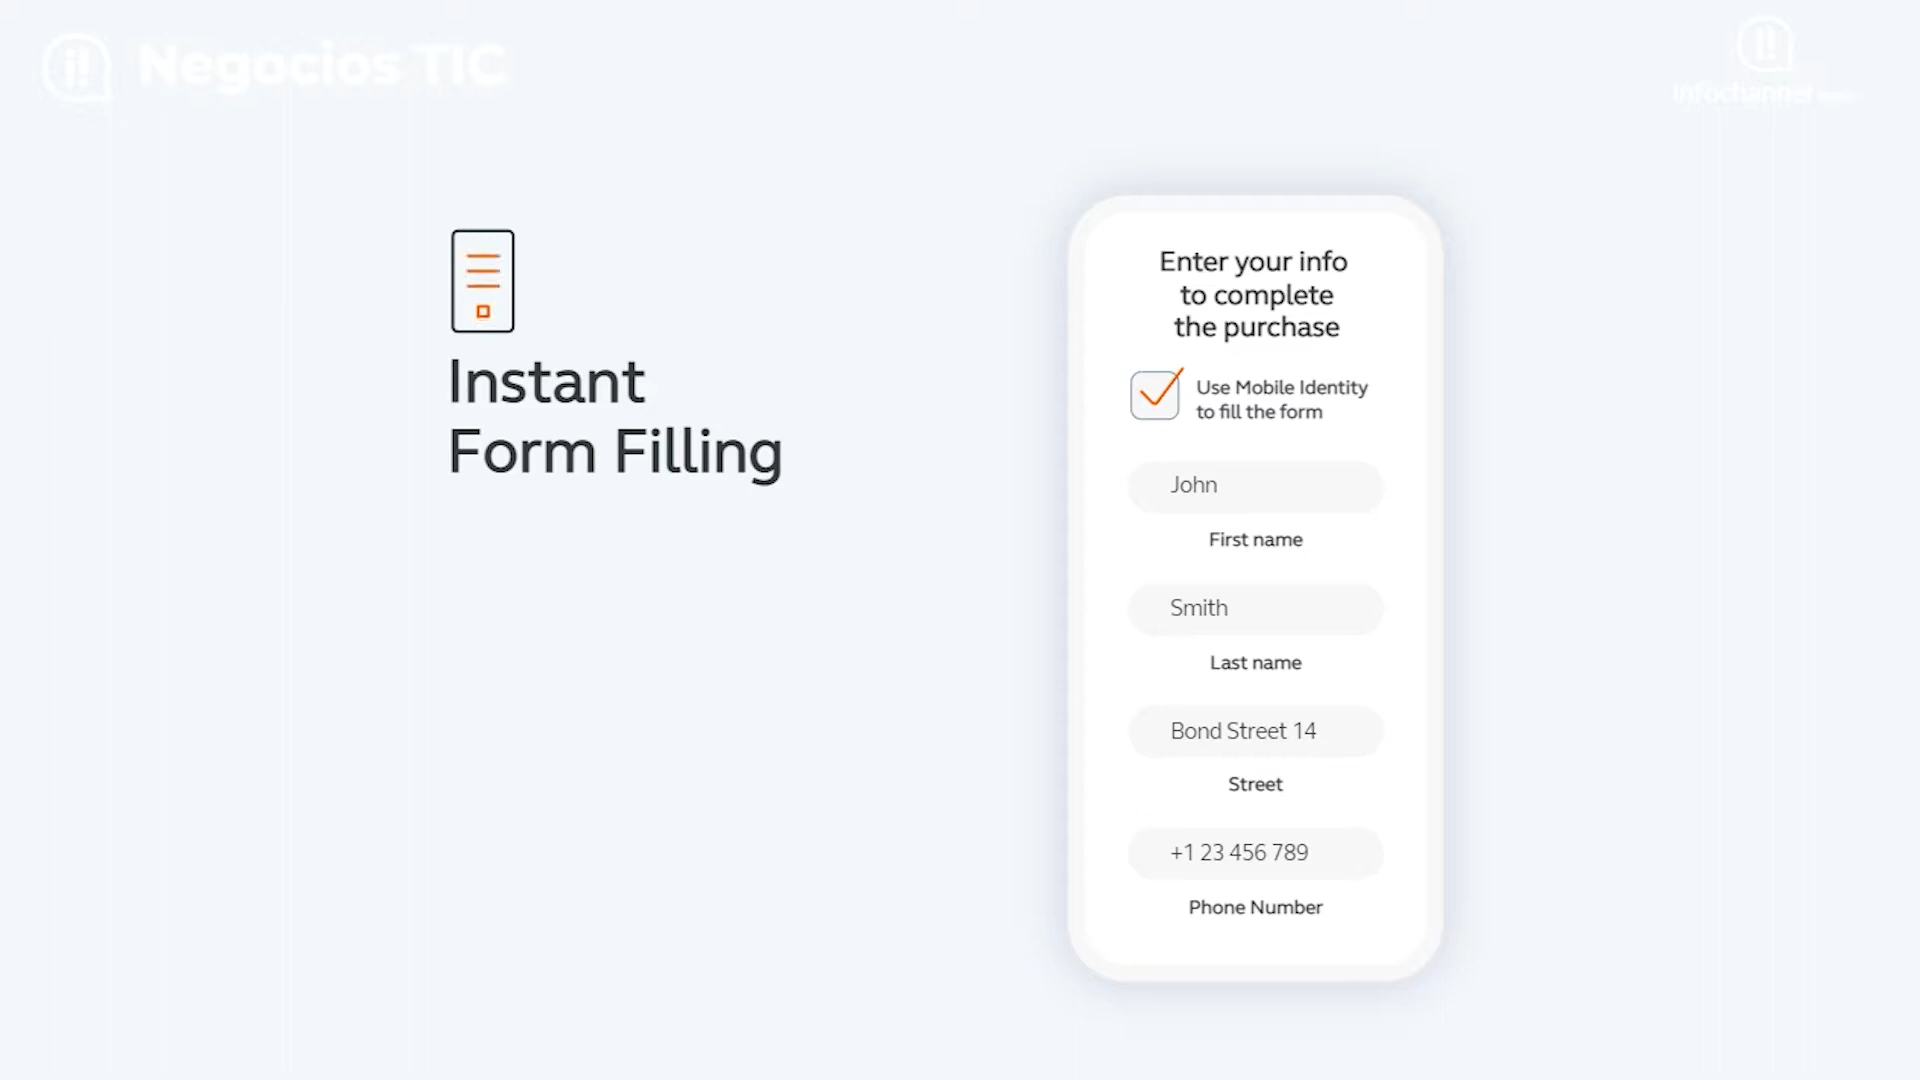 Negocios TIC
Infochannel
Instant
Form Filling
Enter your info
to complete
the purchase
Use Mobile Identity
to fill the form
John
First name
Smith
Last name
Bond Street 14
Street
+1 23 456 789
Phone Number